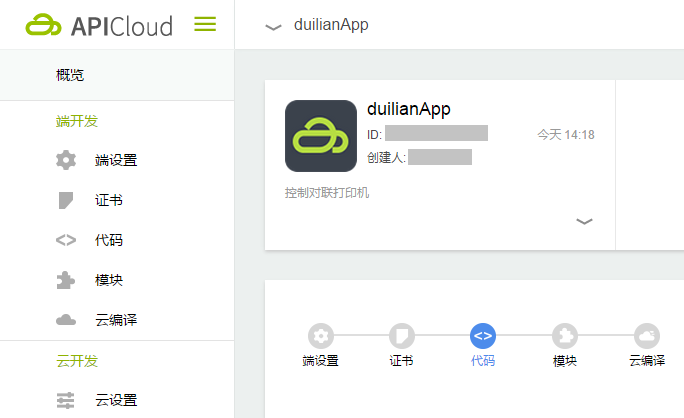 APICloud
duilianApp
概览
端开发
端设置
证书
代码
模块
云编译
云开发
云设置
duilianApp
ID:
今天 14:18
创建人:
控制对联打印机
端设置 证书 代码 模块 云编译